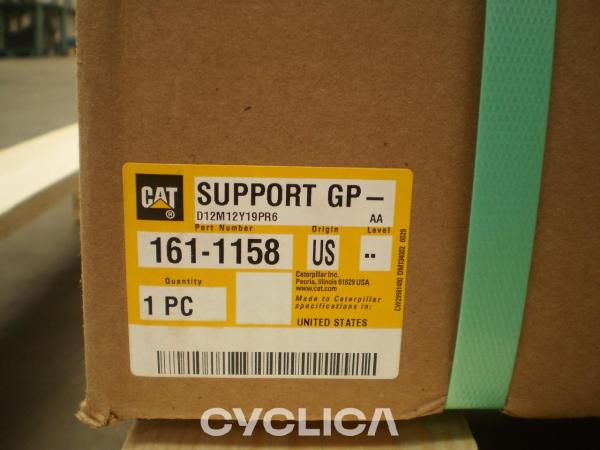 CAT
®
SUPPORT GP-
D12M12Y19PR6
AA
Part Number
Origin
Level
161-1158
US
--
Quantity
1 PC
Caterpillar Inc.
Peoria, Illinois 61629 USA
www.cat.com
Made to Caterpillar
specifications in:
UNITED STATES
CYCLICA